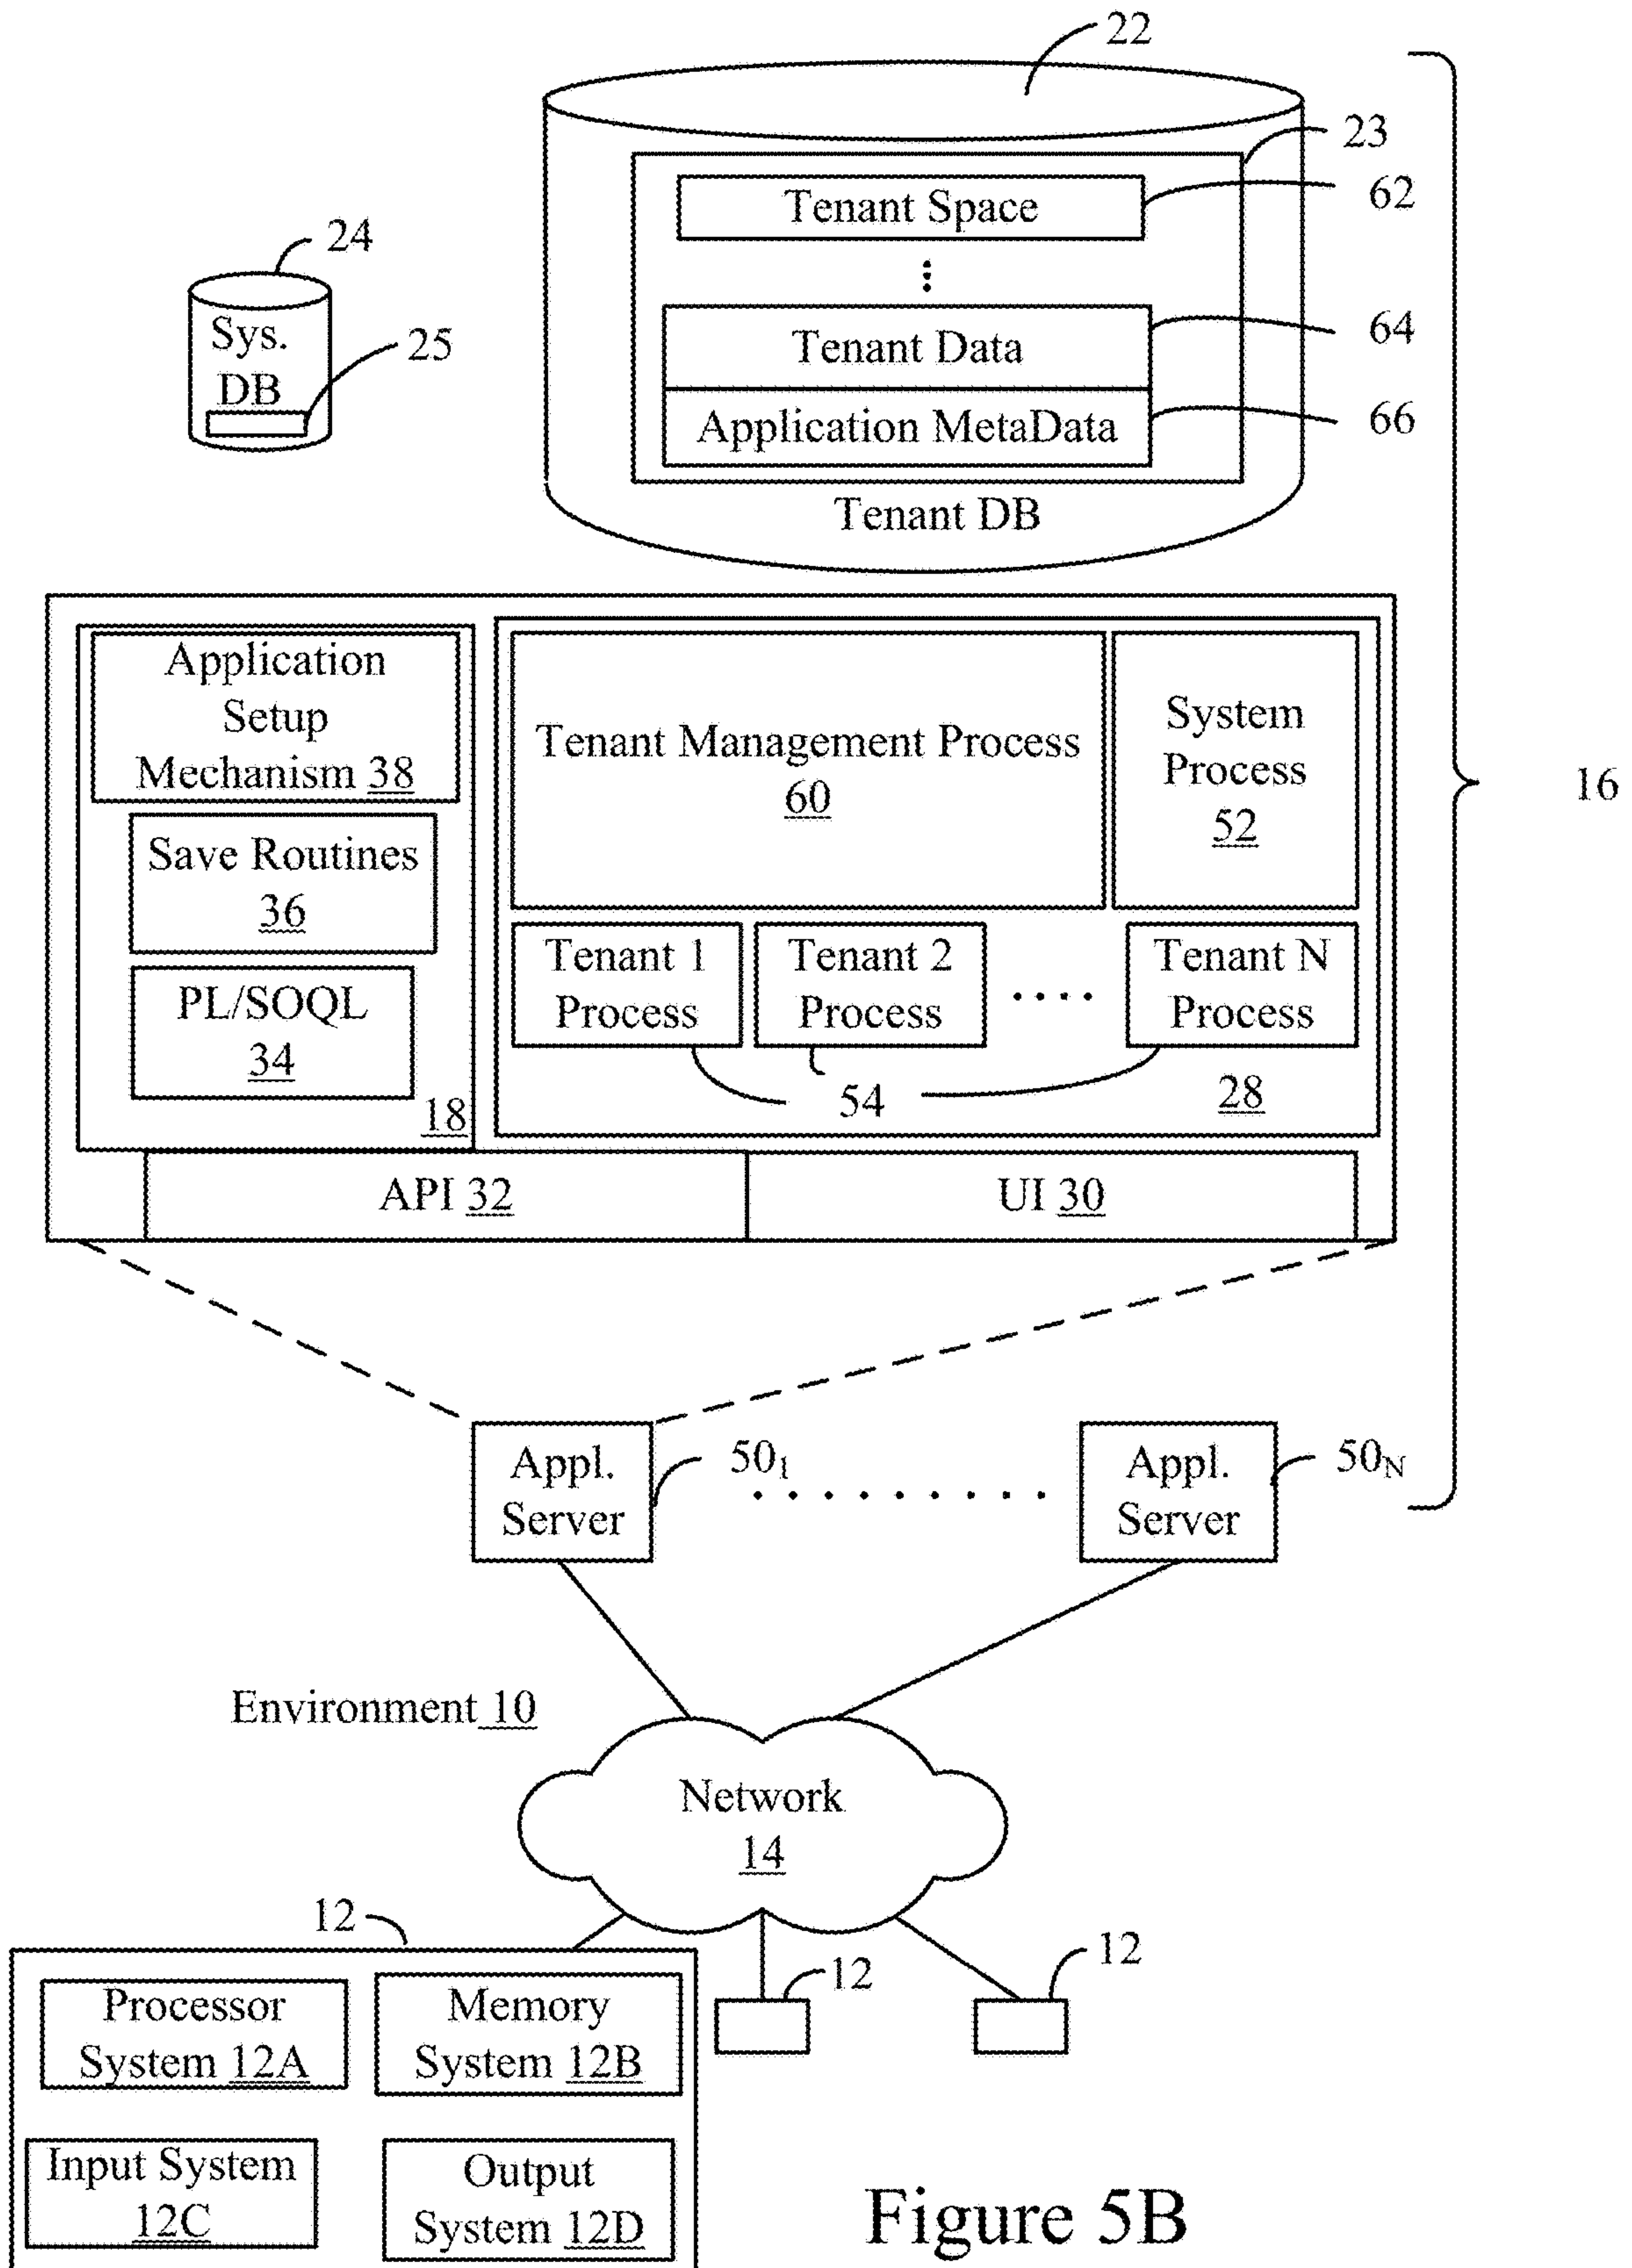 22
23
Tenant Space
62
24
Sys.
DB
25
Tenant Data
64
Application MetaData
66
Tenant DB
Application
Setup
Mechanism 38
Save Routines
36
PL/SOQL
34
18
Tenant Management Process
60
System
Process
52
Tenant 1
Process
Tenant 2
Process
Tenant N
Process
54
28
API 32
UI 30
16
Appl.
Server
50₁
Appl.
Server
50_N
Environment 10
Network
14
12
Processor
System 12A
Memory
System 12B
Input System
12C
Output
System 12D
12
12
Figure 5B